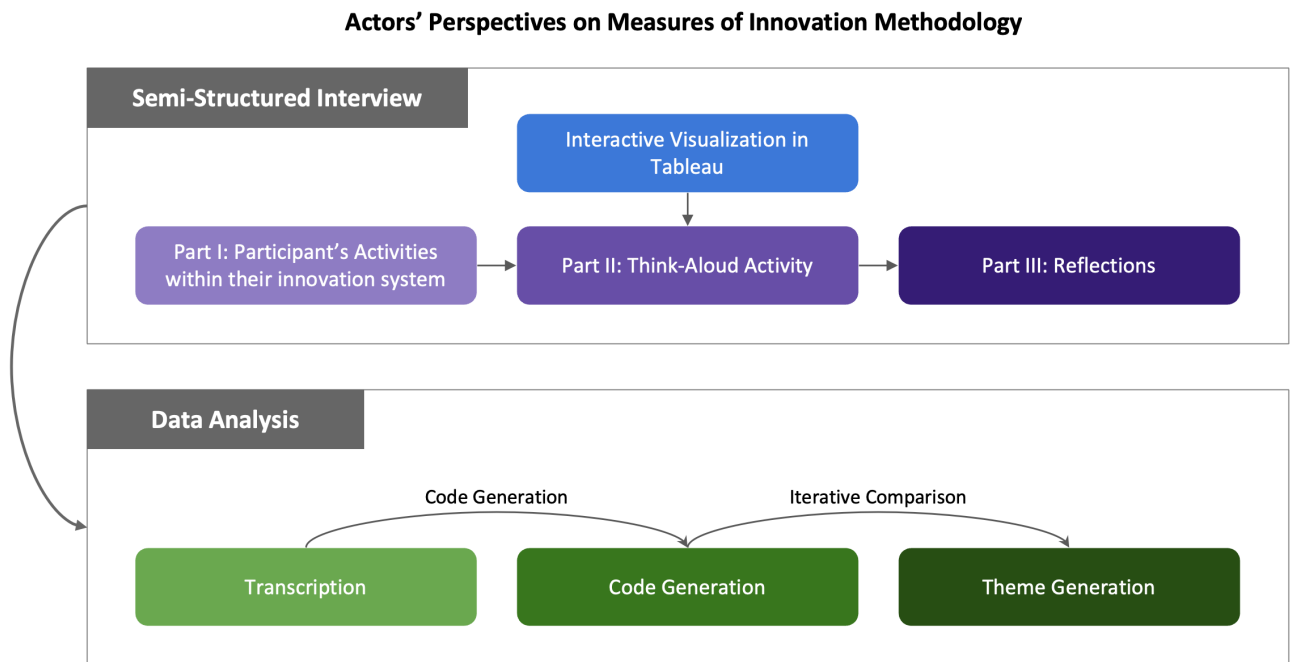 Actors’ Perspectives on Measures of Innovation Methodology
Semi-Structured Interview
Interactive Visualization in
Tableau
Part I: Participant’s Activities
within their innovation system
Part II: Think-Aloud Activity
Part III: Reflections
Data Analysis
Code Generation
Iterative Comparison
Transcription
Code Generation
Theme Generation